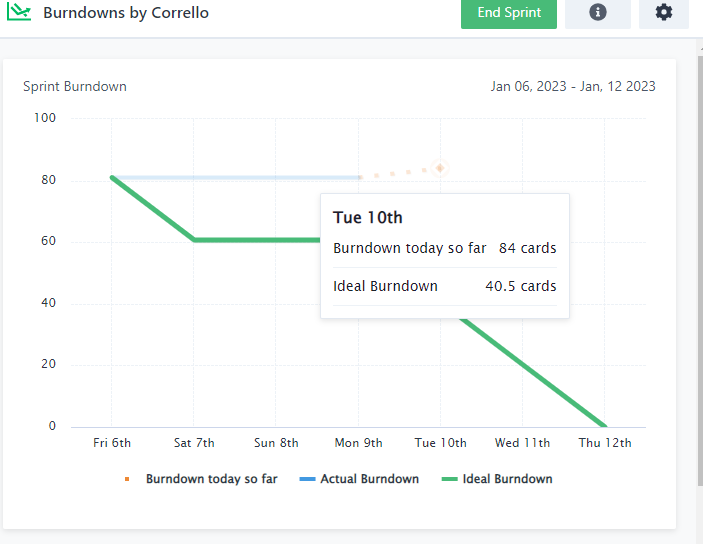 Burndowns by Corrello
End Sprint
Sprint Burndown
Jan 06, 2023 - Jan, 12 2023
100
80
60
40
20
0
Tue 10th
Burndown today so far 84 cards
Ideal Burndown 40.5 cards
Fri 6th Sat 7th Sun 8th Mon 9th Tue 10th Wed 11th Thu 12th
Burndown today so far Actual Burndown Ideal Burndown